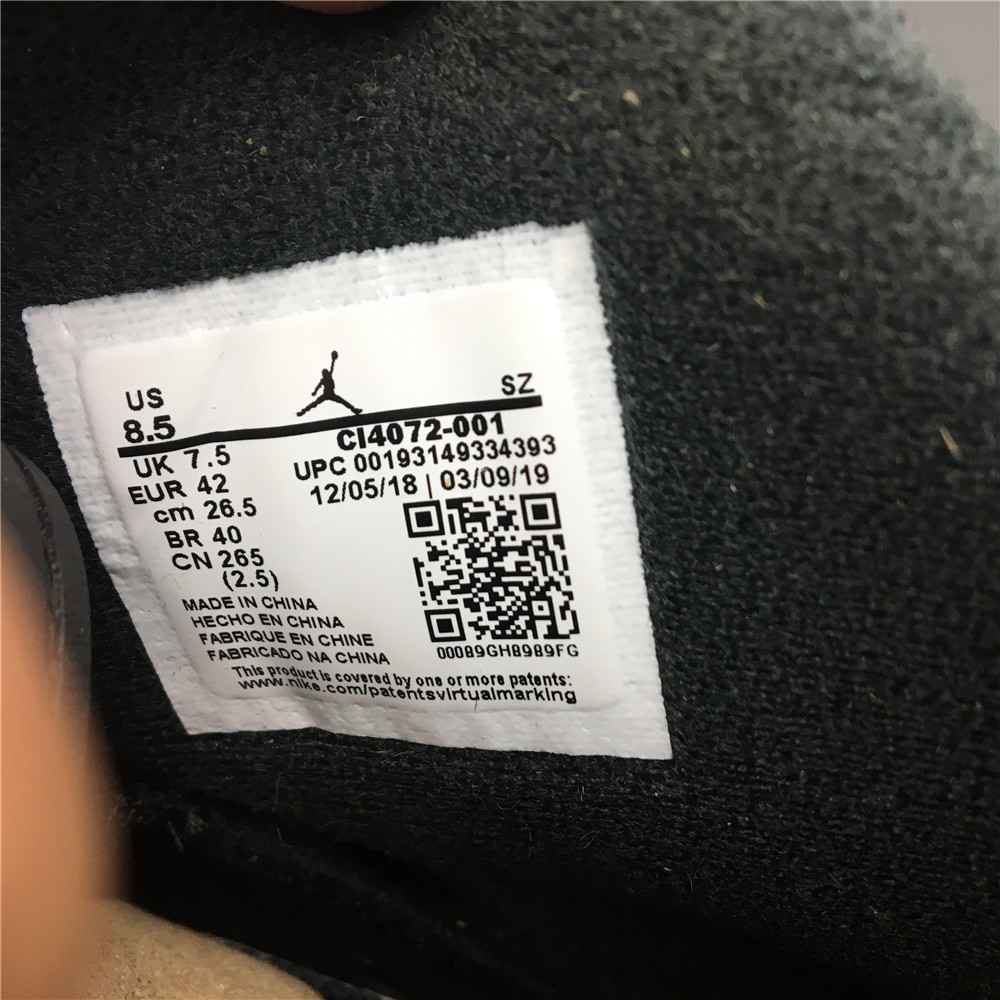 US
SZ
8.5
CI4072-001
UK 7.5
UPC 00193149334393
EUR 42
12/05/18 | 03/09/19
cm 26.5
BR 40
CN 265
(2.5)
MADE IN CHINA
HECHO EN CHINA
FABRIQUE EN CHINE
FABRICADO NA CHINA
00089GH8989FG
This product is covered by one or more patents:
www.nike.com/patentsvirtualmarking